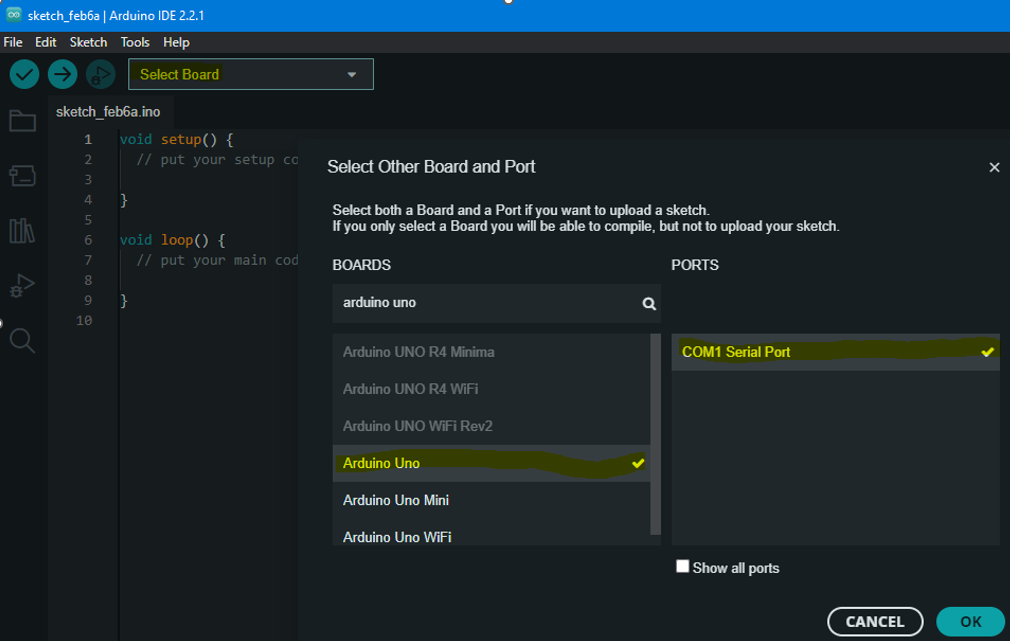 sketch_feb6a | Arduino IDE 2.2.1
File Edit Sketch Tools Help
Select Board
sketch_feb6a.ino
1 void setup() {
2 // put your setup co
3
4 }
5
6 void loop() {
7 // put your main cod
8
9 }
10
Select Other Board and Port
Select both a Board and a Port if you want to upload a sketch.
If you only select a Board you will be able to compile, but not to upload your sketch.
BOARDS
arduino uno
Arduino UNO R4 Minima
Arduino UNO R4 WiFi
Arduino UNO WiFi Rev2
Arduino Uno
Arduino Uno Mini
Arduino Uno WiFi
PORTS
COM1 Serial Port
Show all ports
CANCEL OK